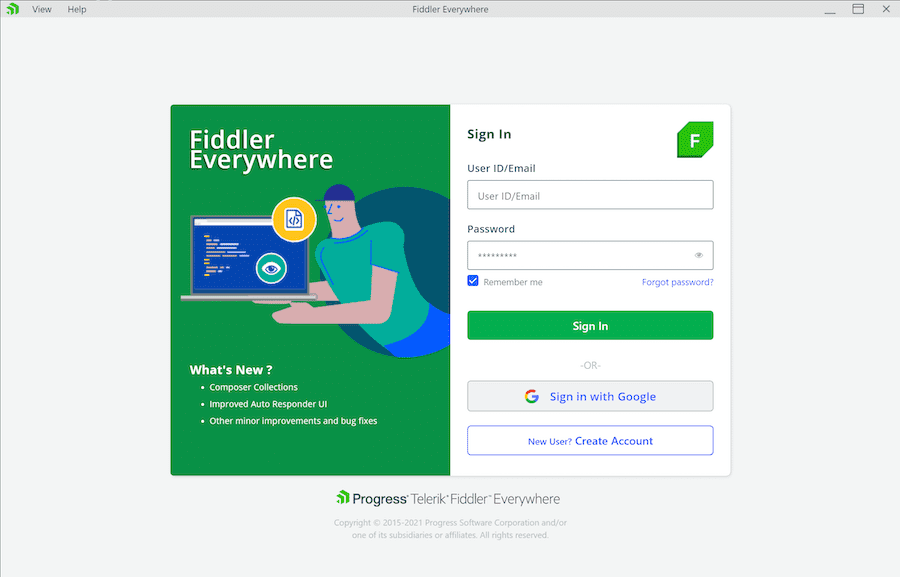 View Help Fiddler Everywhere
Fiddler
Everywhere
What's New ?
• Composer Collections
• Improved Auto Responder UI
• Other minor improvements and bug fixes
Sign In
F
User ID/Email
User ID/Email
Password
*********
Remember me Forgot password?
Sign In
-OR-
G Sign in with Google
New User? Create Account
Progress® Telerik® Fiddler™ Everywhere
Copyright © 2015-2021 Progress Software Corporation and/or
one of its subsidiaries or affiliates. All rights reserved.